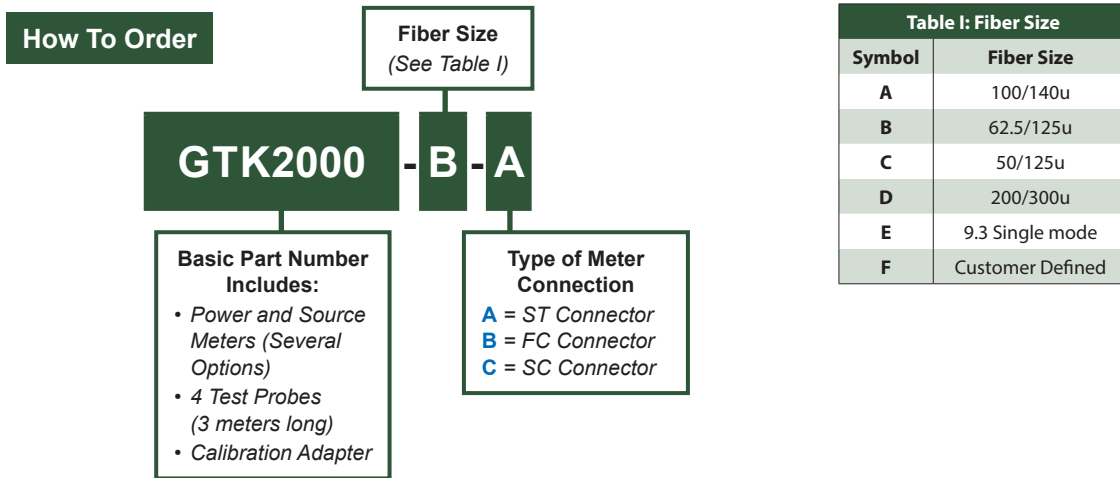 How To Order
Fiber Size
(See Table I)
GTK2000 - B - A
Basic Part Number
Includes:
• Power and Source
Meters (Several
Options)
• 4 Test Probes
(3 meters long)
• Calibration Adapter
Type of Meter
Connection
A = ST Connector
B = FC Connector
C = SC Connector
Table I: Fiber Size
Symbol Fiber Size
A 100/140u
B 62.5/125u
C 50/125u
D 200/300u
E 9.3 Single mode
F Customer Defined